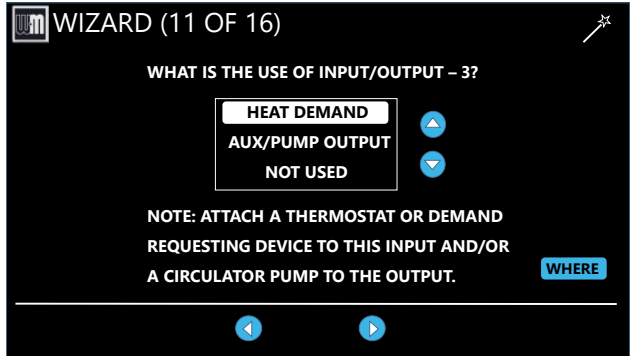 WM WIZARD (11 OF 16)
WHAT IS THE USE OF INPUT/OUTPUT – 3?
HEAT DEMAND
AUX/PUMP OUTPUT
NOT USED
NOTE: ATTACH A THERMOSTAT OR DEMAND
REQUESTING DEVICE TO THIS INPUT AND/OR
A CIRCULATOR PUMP TO THE OUTPUT.
WHERE